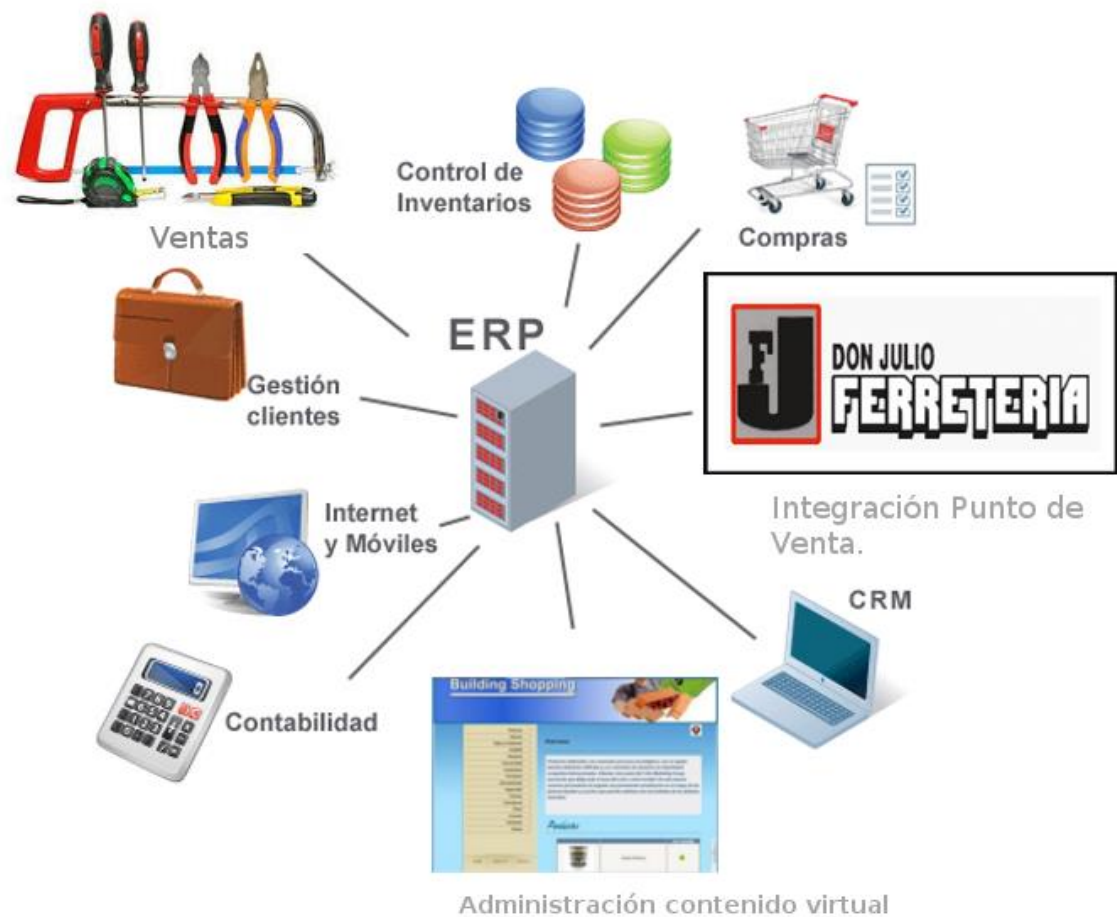 Ventas
Control de
Inventarios
Compras
ERP
Gestión
clientes
FJ
DON JULIO
FERRETERIA
Integración Punto de
Venta.
Internet
y Móviles
CRM
Contabilidad
Building Shopping
Administración contenido virtual